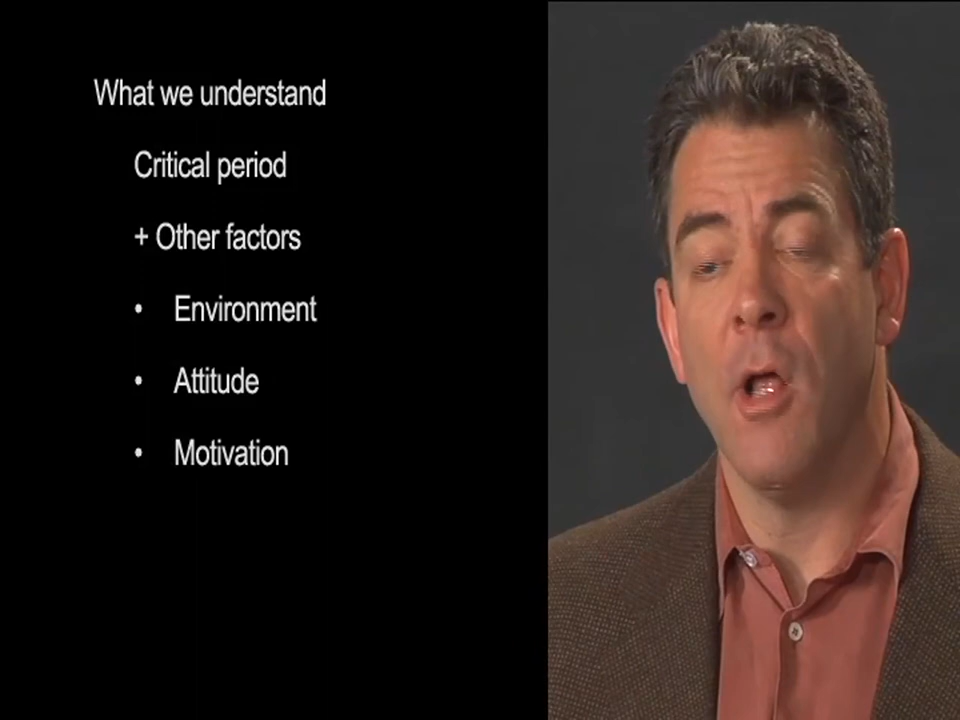 What we understand
Critical period
+ Other factors
• Environment
• Attitude
• Motivation